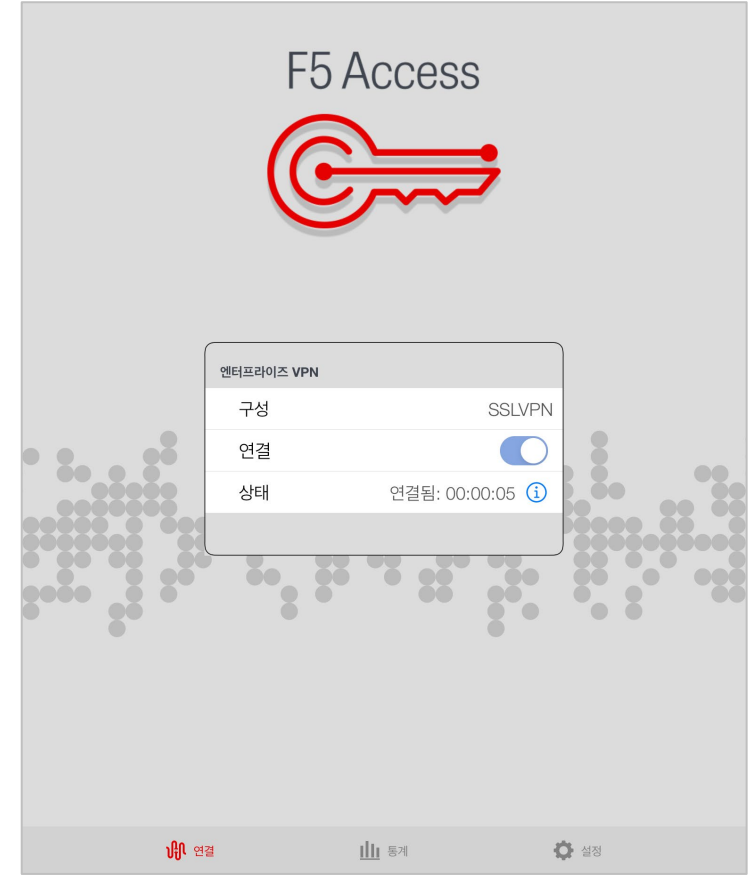 F5 Access
엔터프라이즈 VPN
구성 SSLVPN
연결
상태 연결됨: 00:00:05
연결 통계 설정